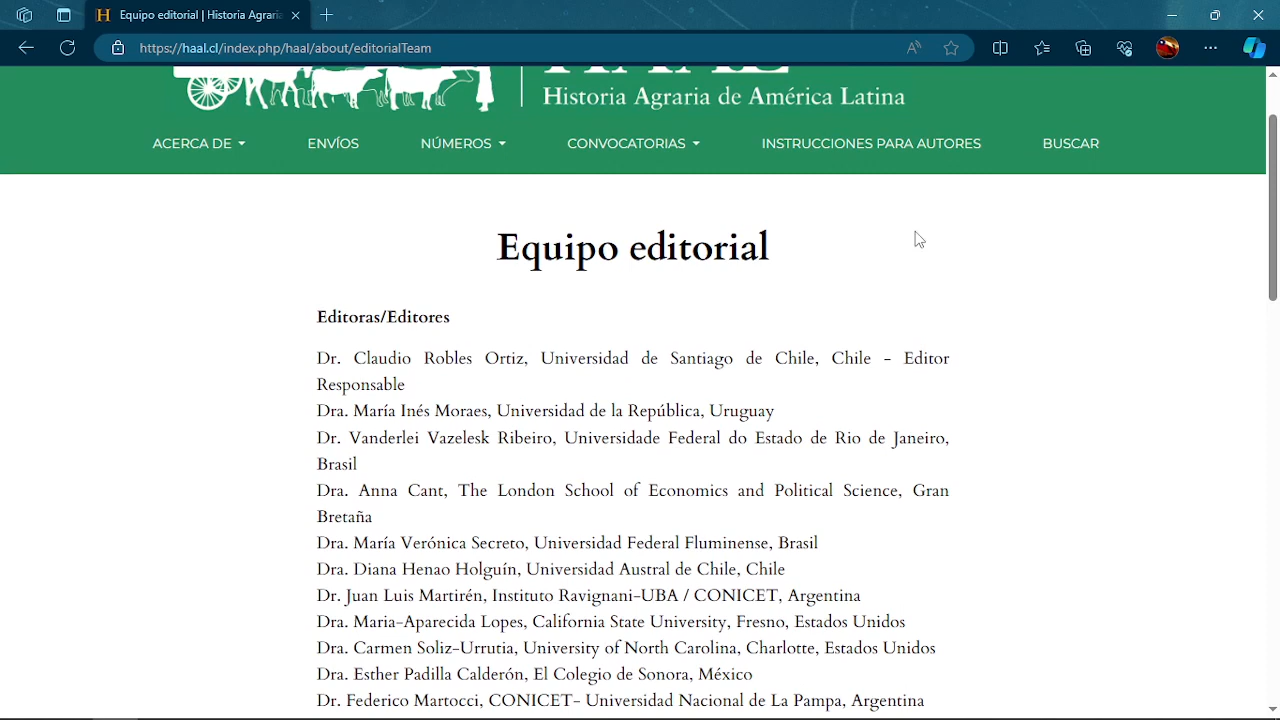 Equipo editorial | Historia Agraria
https://haal.cl/index.php/haal/about/editorialTeam
Historia Agraria de América Latina
ACERCA DE ENVÍOS NÚMEROS CONVOCATORIAS INSTRUCCIONES PARA AUTORES BUSCAR
Equipo editorial
Editoras/Editores
Dr. Claudio Robles Ortiz, Universidad de Santiago de Chile, Chile - Editor
Responsable
Dra. María Inés Moraes, Universidad de la República, Uruguay
Dr. Vanderlei Vazelesk Ribeiro, Universidade Federal do Estado de Rio de Janeiro,
Brasil
Dra. Anna Cant, The London School of Economics and Political Science, Gran
Bretaña
Dra. María Verónica Secreto, Universidad Federal Fluminense, Brasil
Dra. Diana Henao Holguín, Universidad Austral de Chile, Chile
Dr. Juan Luis Martirén, Instituto Ravignani-UBA / CONICET, Argentina
Dra. Maria-Aparecida Lopes, California State University, Fresno, Estados Unidos
Dra. Carmen Soliz-Urrutia, University of North Carolina, Charlotte, Estados Unidos
Dra. Esther Padilla Calderón, El Colegio de Sonora, México
Dr. Federico Martocci, CONICET- Universidad Nacional de La Pampa, Argentina